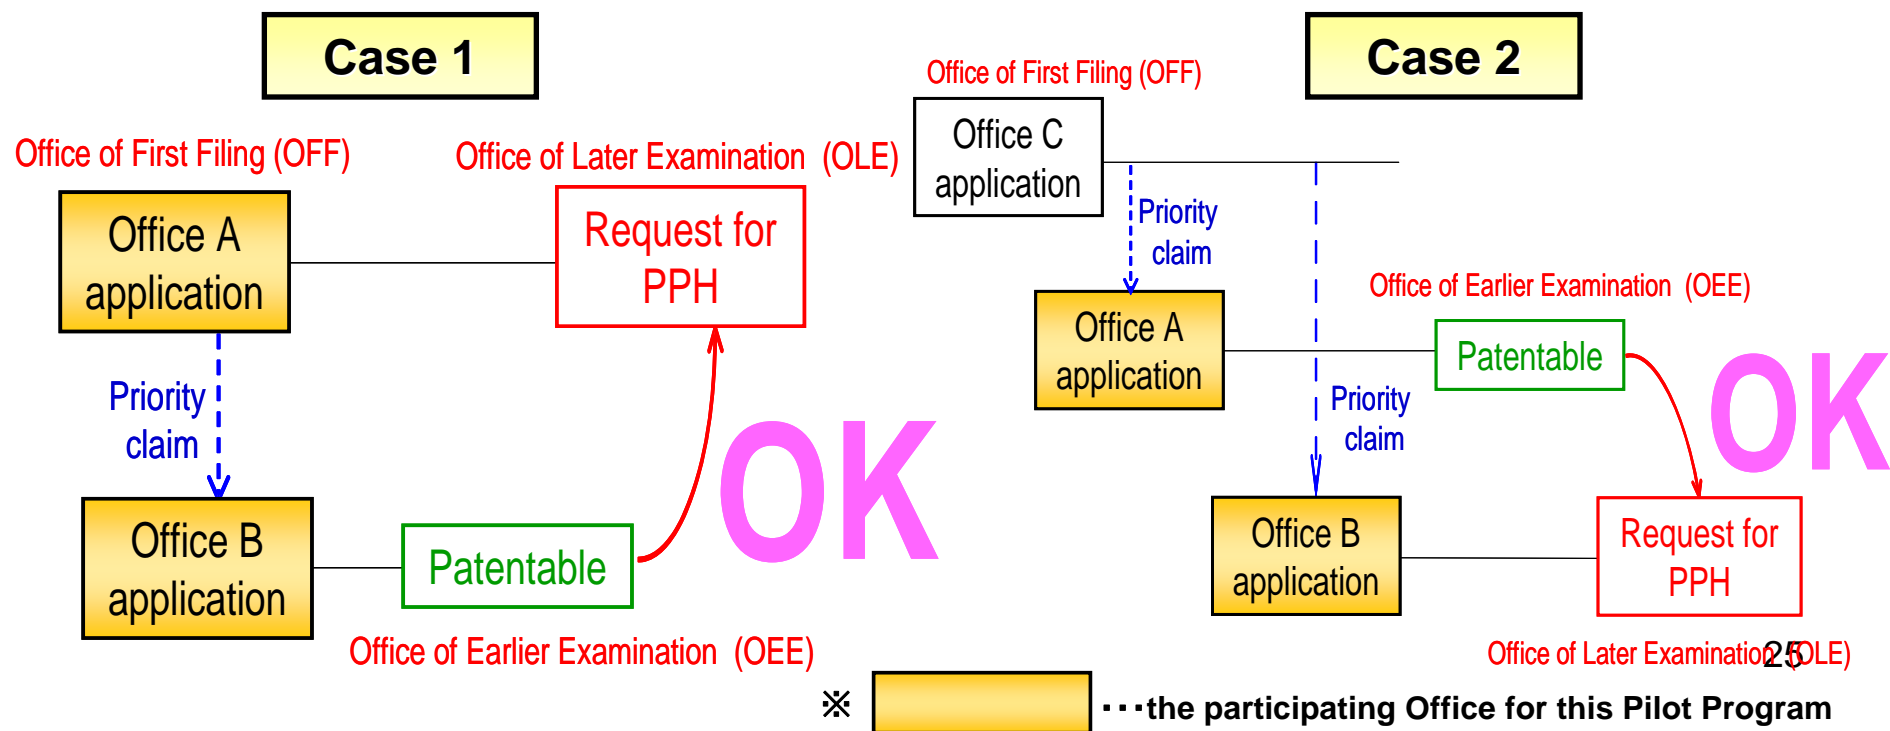 Case 1
Office of First Filing (OFF)
Office of Later Examination (OLE)
Office A
application
Request for
PPH
Priority
claim
OK
Office B
application
Patentable
Office of Earlier Examination (OEE)
Case 2
Office of First Filing (OFF)
Office C
application
Priority
claim
Office A
application
Office of Earlier Examination (OEE)
Patentable
Priority
claim
OK
Office B
application
Request for
PPH
Office of Later Examination (OLE)
25
※ ･･･the participating Office for this Pilot Program